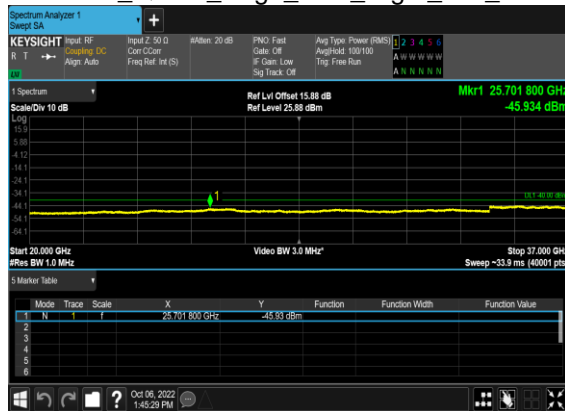 Spectrum Analyzer 1
Swept SA
KEYSIGHT Input: RF Input Z: 50 Ω #Atten: 20 dB PNO: Fast Avg Type: Power (RMS) 1 2 3 4 5 6
R T Coupling: DC Corr CCorr Gate: Off Avg|Hold: 100/100 A W W W W W
Align: Auto Freq Ref: Int (S) IF Gain: Low Trig: Free Run
Sig Track: Off A N N N N N
1 Spectrum Ref Lvl Offset 15.88 dB Mkr1 25.701 800 GHz
Scale/Div 10 dB Ref Level 25.88 dBm -45.934 dBm
Log
15.9
5.88
-4.12
-14.1
-24.1
-34.1
-44.1
-54.1
-64.1
1
DL1 -40.00 dBm
Start 20.000 GHz Video BW 3.0 MHz* Stop 37.000 GHz
#Res BW 1.0 MHz Sweep ~33.9 ms (40001 pts)
5 Marker Table
Mode Trace Scale X Y Function Function Width Function Value
1 N 1 f 25.701 800 GHz -45.93 dBm
2
3
4
5
6
? Oct 06, 2022
1:45:29 PM